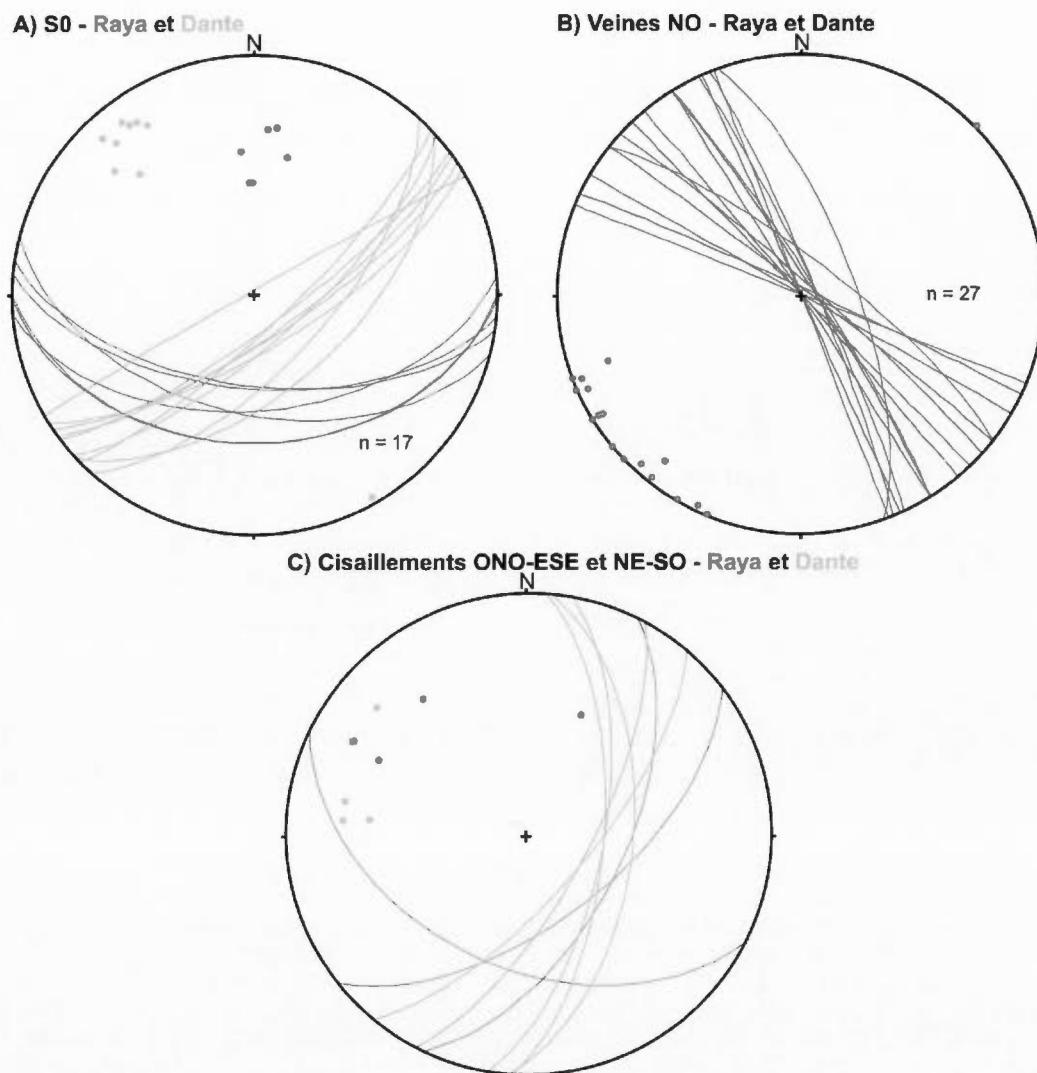 A) S0 - Raya et Dante
N
n = 17
B) Veines NO - Raya et Dante
N
n = 27
C) Cisaillements ONO-ESE et NE-SO - Raya et Dante
N